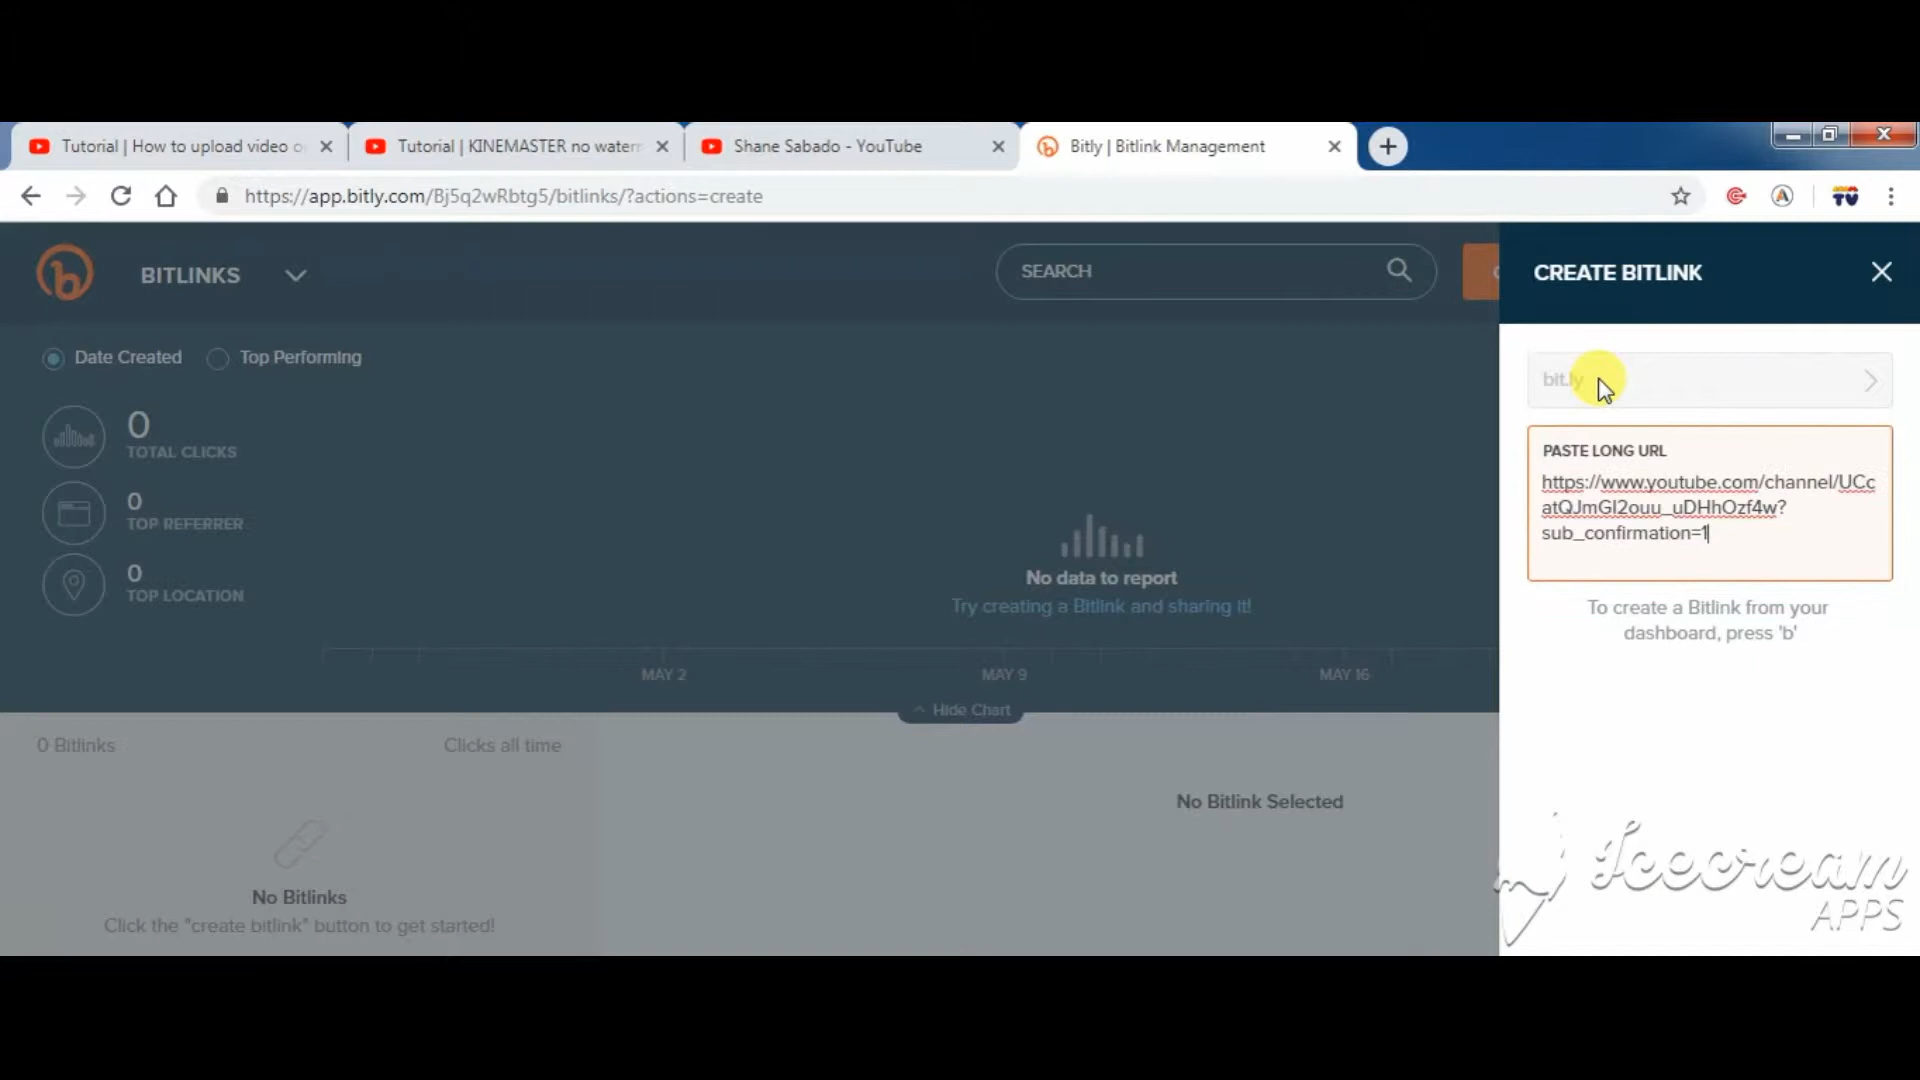 Tutorial | How to upload video o
Tutorial | KINEMASTER no watern
Shane Sabado - YouTube
Bitly | Bitlink Management
https://app.bitly.com/Bj5q2wRbtg5/bitlinks/?actions=create
BITLINKS
SEARCH
CREATE BITLINK
Date Created
Top Performing
bit.ly
0
TOTAL CLICKS
0
TOP REFERRER
0
TOP LOCATION
PASTE LONG URL
https://www.youtube.com/channel/UCc
atQJmGI2ouu_uDHhOzf4w?
sub_confirmation=1
To create a Bitlink from your
dashboard, press 'b'
No data to report
Try creating a Bitlink and sharing it!
MAY 2
MAY 9
MAY 16
Hide Chart
0 Bitlinks
Clicks all time
No Bitlink Selected
No Bitlinks
Click the "create bitlink" button to get started!
Icecream
APPS